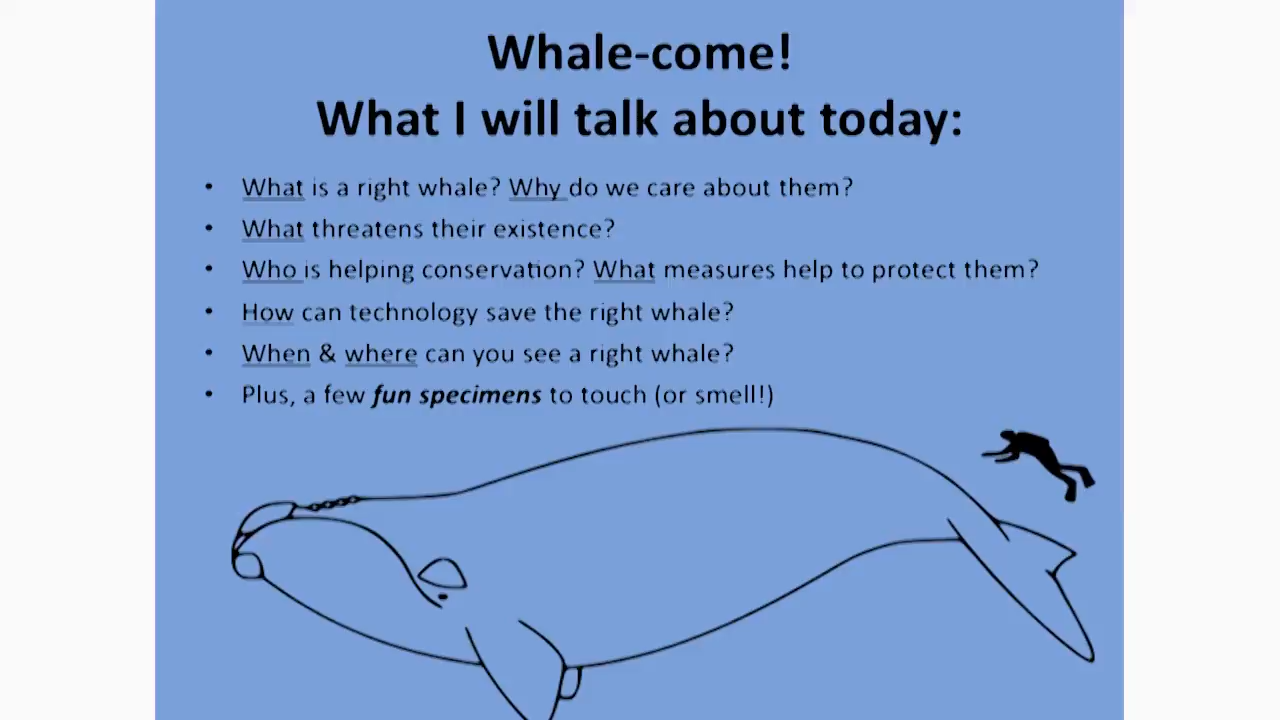 Whale-come!
What I will talk about today:
• What is a right whale? Why do we care about them?
• What threatens their existence?
• Who is helping conservation? What measures help to protect them?
• How can technology save the right whale?
• When & where can you see a right whale?
• Plus, a few fun specimens to touch (or smell!)